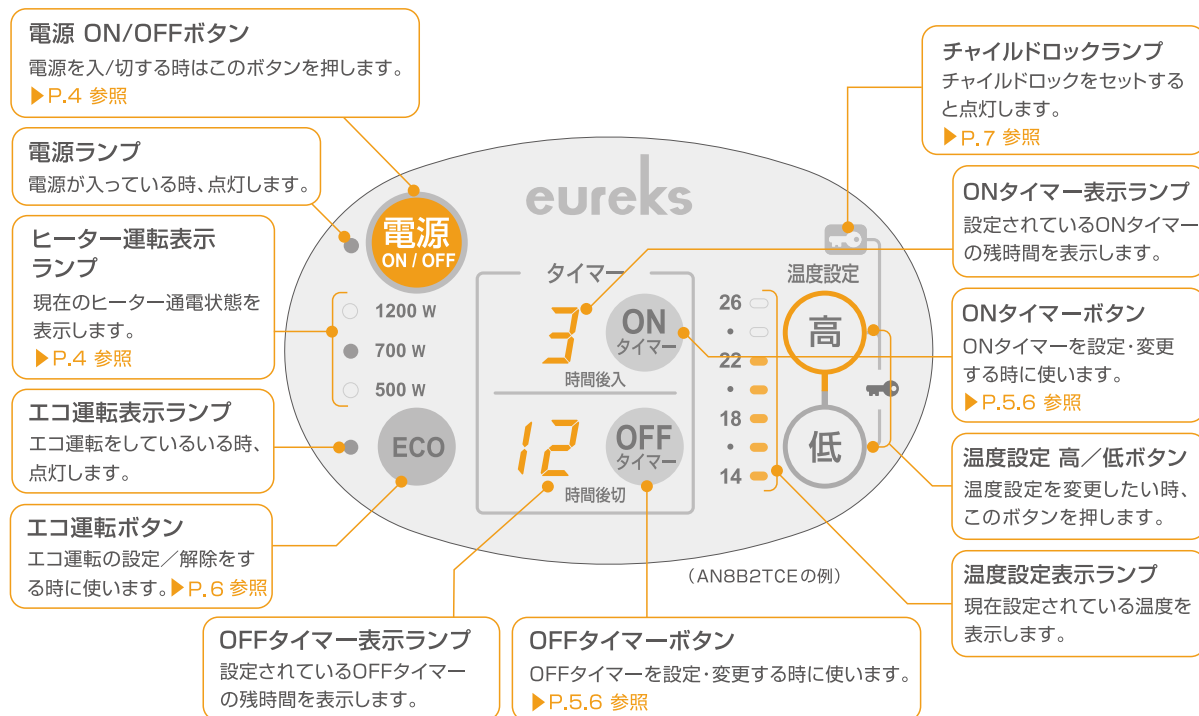 電源 ON/OFFボタン
電源を入/切する時はこのボタンを押します。
▶P.4 参照
電源ランプ
電源が入っている時、点灯します。
ヒーター運転表示
ランプ
現在のヒーター通電状態を
表示します。
▶P.4 参照
エコ運転表示ランプ
エコ運転をしているいる時、
点灯します。
エコ運転ボタン
エコ運転の設定／解除をす
る時に使います。▶P.6 参照
eureks
電源
ON / OFF
1200 W
700 W
500 W
ECO
タイマー
3
ON
タイマー
時間後入
12
OFF
タイマー
時間後切
温度設定
26
・
22
・
18
・
14
高
低
（AN8B2TCEの例）
OFFタイマー表示ランプ
設定されているOFFタイマー
の残時間を表示します。
OFFタイマーボタン
OFFタイマーを設定・変更する時に使います。
▶P.5.6 参照
チャイルドロックランプ
チャイルドロックをセットする
と点灯します。
▶P.7 参照
ONタイマー表示ランプ
設定されているONタイマー
の残時間を表示します。
ONタイマーボタン
ONタイマーを設定・変更
する時に使います。
▶P.5.6 参照
温度設定 高／低ボタン
温度設定を変更したい時、
このボタンを押します。
温度設定表示ランプ
現在設定されている温度を
表示します。